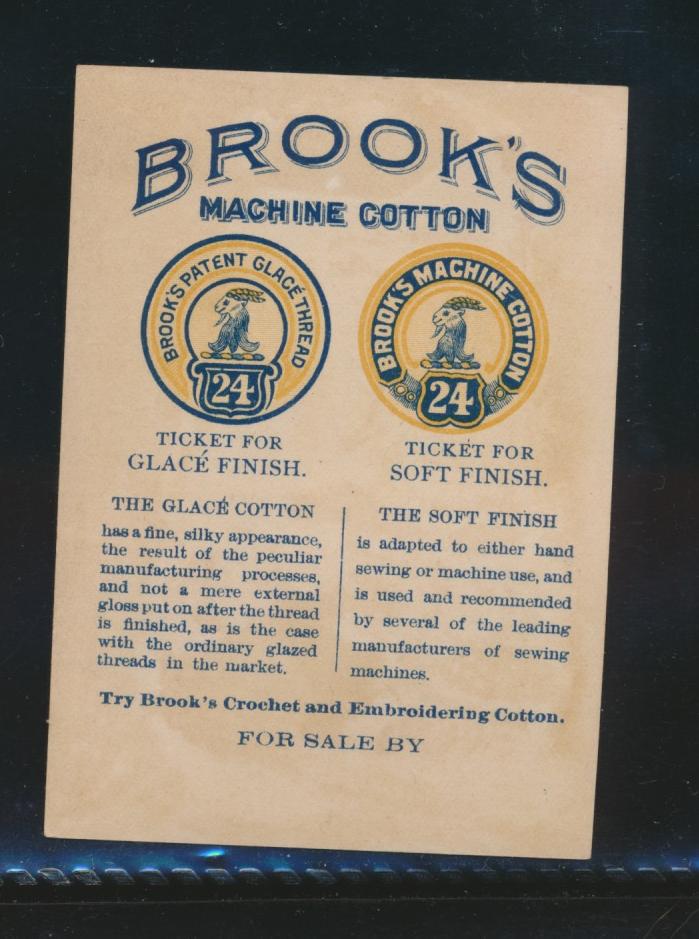 BROOK'S
MACHINE COTTON
BROOK'S PATENT GLACÉ THREAD
24
BROOK'S MACHINE COTTON
24
TICKET FOR
GLACÉ FINISH.
TICKET FOR
SOFT FINISH.
THE GLACÉ COTTON
has a fine, silky appearance,
the result of the peculiar
manufacturing processes,
and not a mere external
gloss put on after the thread
is finished, as is the case
with the ordinary glazed
threads in the market.
THE SOFT FINISH
is adapted to either hand
sewing or machine use, and
is used and recommended
by several of the leading
manufacturers of sewing
machines.
Try Brook's Crochet and Embroidering Cotton.
FOR SALE BY